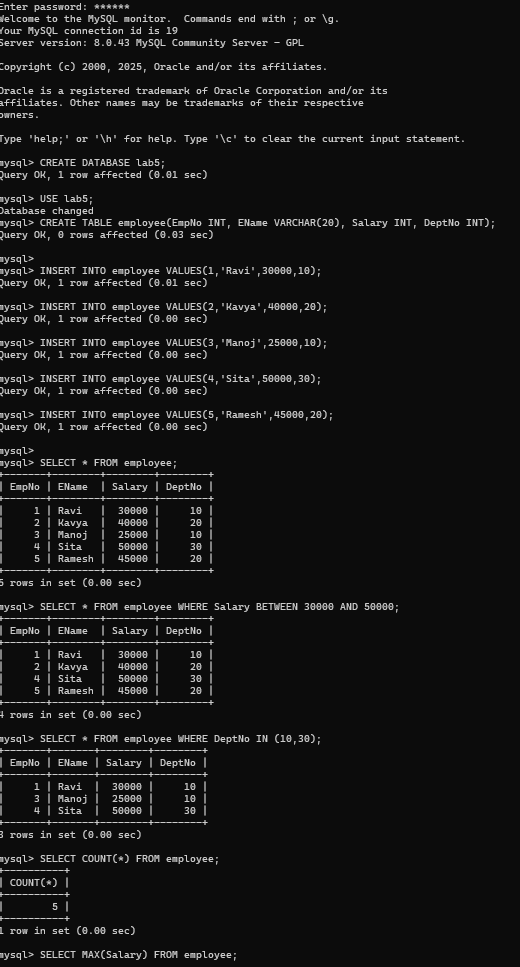 Enter password: ******
Welcome to the MySQL monitor.  Commands end with ; or \g.
Your MySQL connection id is 19
Server version: 8.0.43 MySQL Community Server - GPL
Copyright (c) 2000, 2025, Oracle and/or its affiliates.
Oracle is a registered trademark of Oracle Corporation and/or its
affiliates. Other names may be trademarks of their respective
owners.
Type 'help;' or '\h' for help. Type '\c' to clear the current input statement.
mysql> CREATE DATABASE lab5;
Query OK, 1 row affected (0.01 sec)
mysql> USE lab5;
Database changed
mysql> CREATE TABLE employee(EmpNo INT, EName VARCHAR(20), Salary INT, DeptNo INT);
Query OK, 0 rows affected (0.03 sec)
mysql>
mysql> INSERT INTO employee VALUES(1,'Ravi',30000,10);
Query OK, 1 row affected (0.01 sec)
mysql> INSERT INTO employee VALUES(2,'Kavya',40000,20);
Query OK, 1 row affected (0.00 sec)
mysql> INSERT INTO employee VALUES(3,'Manoj',25000,10);
Query OK, 1 row affected (0.00 sec)
mysql> INSERT INTO employee VALUES(4,'Sita',50000,30);
Query OK, 1 row affected (0.00 sec)
mysql> INSERT INTO employee VALUES(5,'Ramesh',45000,20);
Query OK, 1 row affected (0.00 sec)
mysql>
mysql> SELECT * FROM employee;
+-------+--------+--------+--------+
| EmpNo | EName  | Salary | DeptNo |
+-------+--------+--------+--------+
|     1 | Ravi   |  30000 |     10 |
|     2 | Kavya  |  40000 |     20 |
|     3 | Manoj  |  25000 |     10 |
|     4 | Sita   |  50000 |     30 |
|     5 | Ramesh |  45000 |     20 |
+-------+--------+--------+--------+
5 rows in set (0.00 sec)
mysql> SELECT * FROM employee WHERE Salary BETWEEN 30000 AND 50000;
+-------+--------+--------+--------+
| EmpNo | EName  | Salary | DeptNo |
+-------+--------+--------+--------+
|     1 | Ravi   |  30000 |     10 |
|     2 | Kavya  |  40000 |     20 |
|     4 | Sita   |  50000 |     30 |
|     5 | Ramesh |  45000 |     20 |
+-------+--------+--------+--------+
4 rows in set (0.00 sec)
mysql> SELECT * FROM employee WHERE DeptNo IN (10,30);
+-------+-------+--------+--------+
| EmpNo | EName | Salary | DeptNo |
+-------+-------+--------+--------+
|     1 | Ravi  |  30000 |     10 |
|     3 | Manoj |  25000 |     10 |
|     4 | Sita  |  50000 |     30 |
+-------+-------+--------+--------+
3 rows in set (0.00 sec)
mysql> SELECT COUNT(*) FROM employee;
+----------+
| COUNT(*) |
+----------+
|        5 |
+----------+
1 row in set (0.00 sec)
mysql> SELECT MAX(Salary) FROM employee;